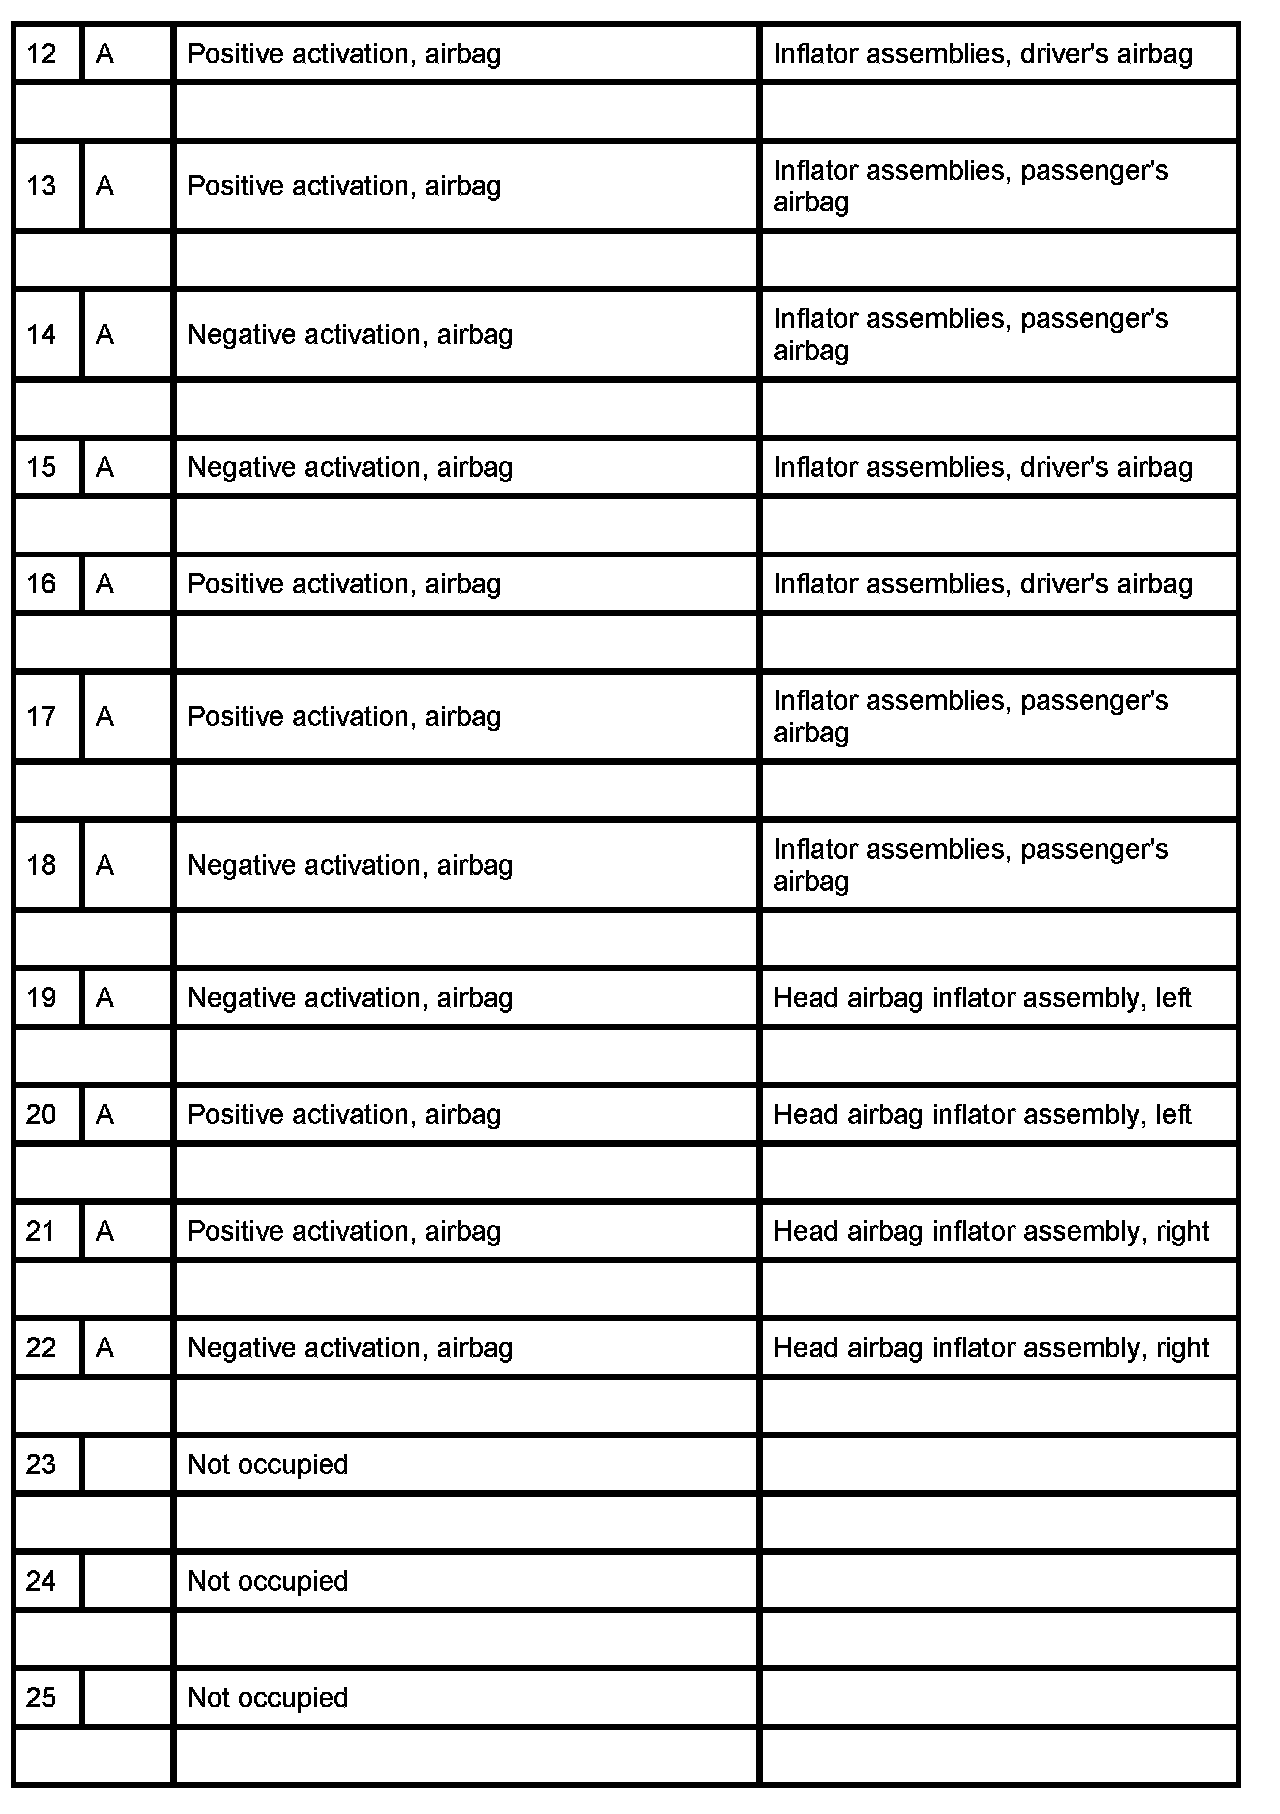 12 A Positive activation, airbag Inflator assemblies, driver's airbag
13 A Positive activation, airbag Inflator assemblies, passenger's
airbag
14 A Negative activation, airbag Inflator assemblies, passenger's
airbag
15 A Negative activation, airbag Inflator assemblies, driver's airbag
16 A Positive activation, airbag Inflator assemblies, driver's airbag
17 A Positive activation, airbag Inflator assemblies, passenger's
airbag
18 A Negative activation, airbag Inflator assemblies, passenger's
airbag
19 A Negative activation, airbag Head airbag inflator assembly, left
20 A Positive activation, airbag Head airbag inflator assembly, left
21 A Positive activation, airbag Head airbag inflator assembly, right
22 A Negative activation, airbag Head airbag inflator assembly, right
23 Not occupied
24 Not occupied
25 Not occupied